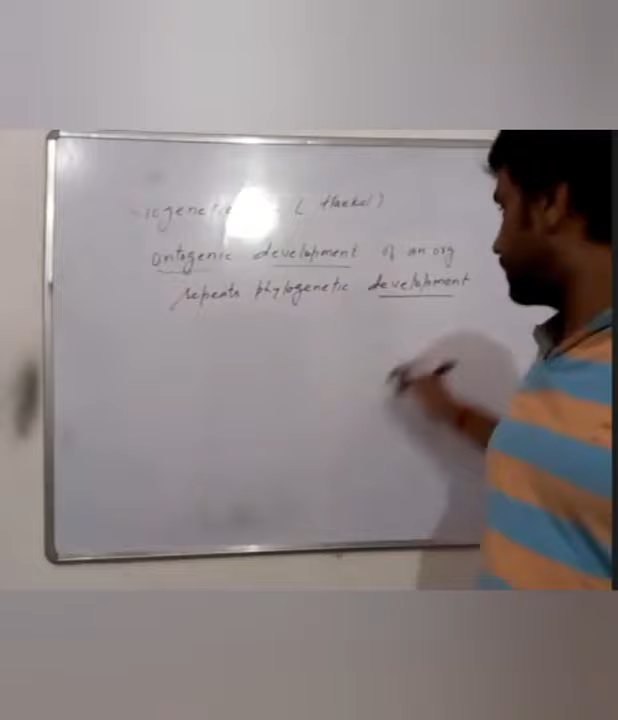 (Haekel)
ontogenic development of an org
repeats phylogenetic development